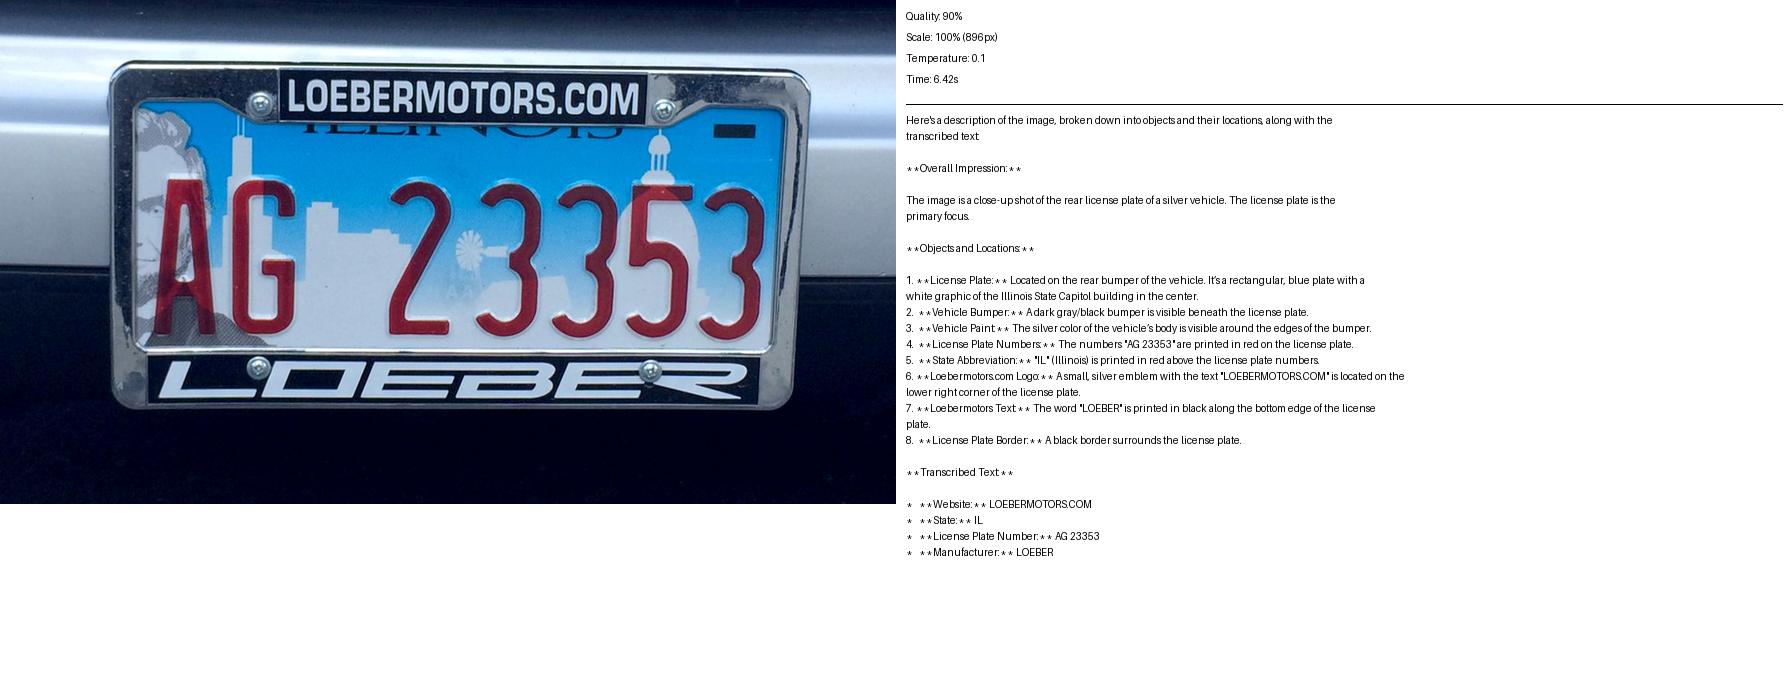 LOEBERMOTORS.COM
ILLINOIS
AG 23353
LOEBER
Quality: 90%
Scale: 100% (896px)
Temperature: 0.1
Time: 6.42s
Here's a description of the image, broken down into objects and their locations, along with the
transcribed text:
**Overall Impression:**
The image is a close-up shot of the rear license plate of a silver vehicle. The license plate is the
primary focus.
**Objects and Locations:**
1. **License Plate:** Located on the rear bumper of the vehicle. It's a rectangular, blue plate with a
white graphic of the Illinois State Capitol building in the center.
2. **Vehicle Bumper:** A dark gray/black bumper is visible beneath the license plate.
3. **Vehicle Paint:** The silver color of the vehicle's body is visible around the edges of the bumper.
4. **License Plate Numbers:** The numbers "AG 23353" are printed in red on the license plate.
5. **State Abbreviation:** "IL" (Illinois) is printed in red above the license plate numbers.
6. **Loebermotors.com Logo:** A small, silver emblem with the text "LOEBERMOTORS.COM" is located on the
lower right corner of the license plate.
7. **Loebermotors Text:** The word "LOEBER" is printed in black along the bottom edge of the license
plate.
8. **License Plate Border:** A black border surrounds the license plate.
**Transcribed Text:**
* **Website:** LOEBERMOTORS.COM
* **State:** IL
* **License Plate Number:** AG 23353
* **Manufacturer:** LOEBER